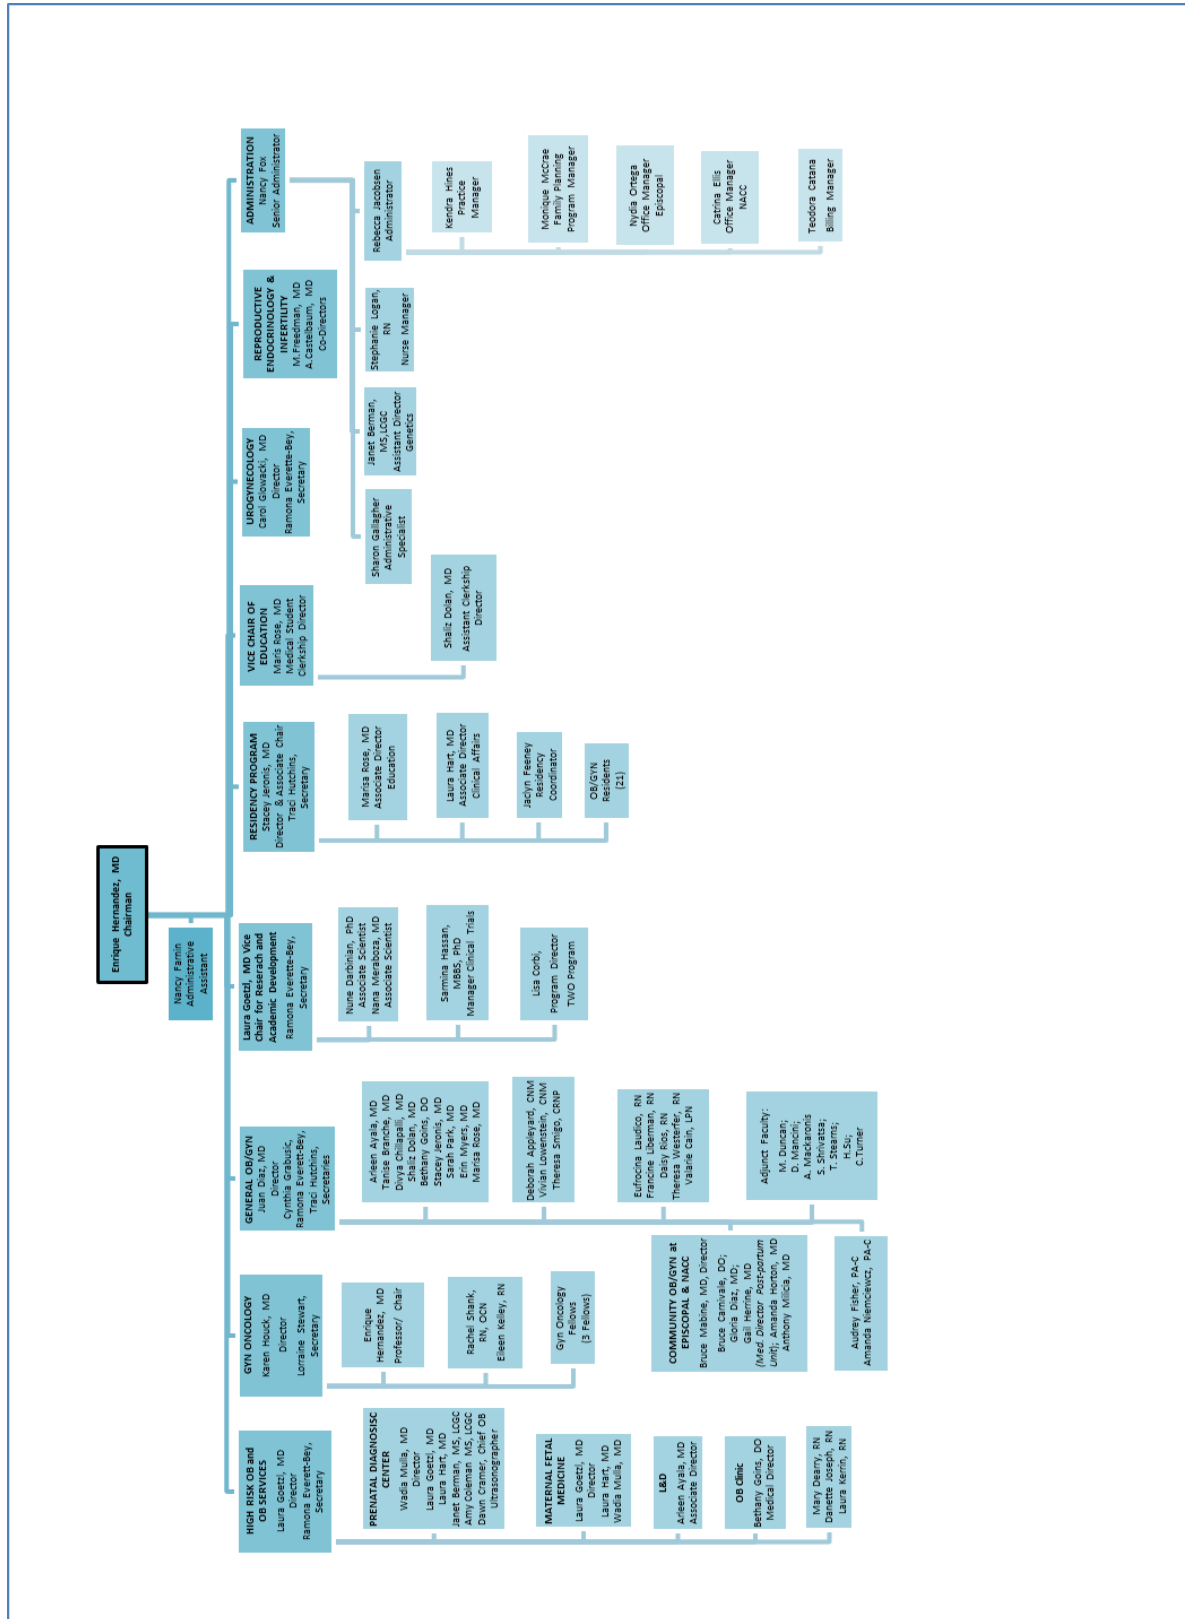 Enrique Hernandez, MD
Chairman
Nancy Farnin
Administrative
Assistant
HIGH RISK OB and
OB SERVICES
Laura Goetzl, MD
Director
Ramona Everett-Bey,
Secretary
PRENATAL DIAGNOSISC
CENTER
Wadia Mulla, MD
Director
Laura Goetzl, MD
Laura Hart, MD
Janet Berman, MS, LCGC
Amy Coleman MS, LCGC
Dawn Cramer, Chief OB
Ultrasonographer
MATERNAL FETAL
MEDICINE
Laura Goetzl, MD
Director
Laura Hart, MD
Wadia Mulla, MD
L&D
Arleen Ayala, MD
Associate Director
OB Clinic
Bethany Goins, DO
Medical Director
Mary Dearry, RN
Danette Joseph, RN
Laura Kerrin, RN
GYN ONCOLOGY
Karen Houck, MD
Director
Lorraine Stewart,
Secretary
Enrique
Hernandez, MD
Professor/ Chair
Rachel Shank,
RN, OCN
Eileen Kelley, RN
Gyn Oncology
Fellows
(3 Fellows)
GENERAL OB/GYN
Juan Diaz, MD
Director
Cynthia Grabusic,
Ramona Everett-Bey,
Traci Hutchins,
Secretaries
Arleen Ayala, MD
Tanise Branche, MD
Divya Chillapalli, MD
Shaliz Dolan, MD
Bethany Goins, DO
Stacey Jeronis, MD
Sarah Park, MD
Erin Myers, MD
Marisa Rose, MD
Deborah Appleyard, CNM
Vivian Lowenstein, CNM
Theresa Smigo, CRNP
Eufrocina Laudico, RN
Francine Liberman, RN
Daisy Rios, RN
Theresa Westerfer, RN
Valarie Cain, LPN
Adjunct Faculty:
M. Duncan;
D. Mancini;
A. Mackaronis
S. Shrivatsa;
T. Stearns;
H.Su;
C.Turner
COMMUNITY OB/GYN at
EPISCOPAL & NACC
Bruce Mabine, MD, Director
Bruce Carnivale, DO;
Gloria Diaz, MD;
Gail Herrine, MD
(Med. Director Post-partum
Unit); Amanda Horton, MD
Anthony Milicia, MD
Audrey Fisher, PA-C
Amanda Niemciewcz, PA-C
Laura Goetzl, MD Vice
Chair for Reserach and
Academic Development
Ramona Everette-Bey,
Secretary
Nune Darbinian, PhD
Associate Scientist
Nana Meraboza, MD
Associate Scientist
Sarmina Hassan,
MBBS, PhD
Manager Clinical Trials
Lisa Corbi,
Program Director
TWO Program
RESIDENCY PROGRAM
Stacey Jeronis, MD
Director & Associate Chair
Traci Hutchins,
Secretary
Marisa Rose, MD
Associate Director
Education
Laura Hart, MD
Associate Director
Clinical Affairs
Jaclyn Feeney
Residency
Coordinator
OB/GYN
Residents
(21)
VICE CHAIR OF
EDUCATION
Maris Rose, MD
Medical Student
Clerkship Director
Shaliz Dolan, MD
Assistant Clerkship
Director
UROGYNECOLOGY
Carol Glowacki, MD
Director
Ramona Everette-Bey,
Secretary
REPRODUCTIVE
ENDOCRINOLOGY &
INFERTILITY
M.Freedman, MD
A.Castelbaum, MD
Co-Directors
ADMINISTRATION
Nancy Fox
Senior Administrator
Sharon Gallagher
Administrative
Specialist
Janet Berman,
MS,LCGC
Assistant Director
Genetics
Stephanie Logan,
RN
Nurse Manager
Rebecca Jacobsen
Administrator
Kendra Hines
Practice
Manager
Monique McCrae
Family Planning
Program Manager
Nydia Ortega
Office Manager
Episcopal
Catrina Ellis
Office Manager
NACC
Teodora Catana
Billing Manager